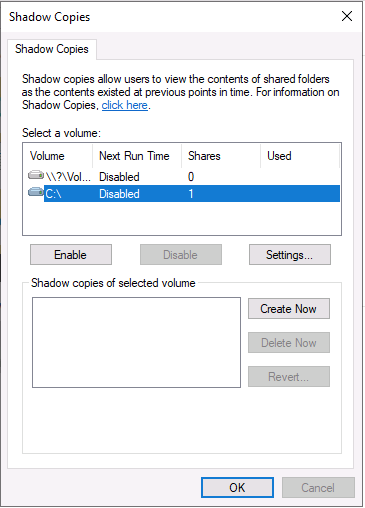 Shadow Copies
Shadow Copies
Shadow copies allow users to view the contents of shared folders
as the contents existed at previous points in time. For information on
Shadow Copies, click here.
Select a volume:
Volume Next Run Time Shares Used
\\?\Vol... Disabled 0
C:\ Disabled 1
Enable Disable Settings...
Shadow copies of selected volume
Create Now
Delete Now
Revert...
OK Cancel